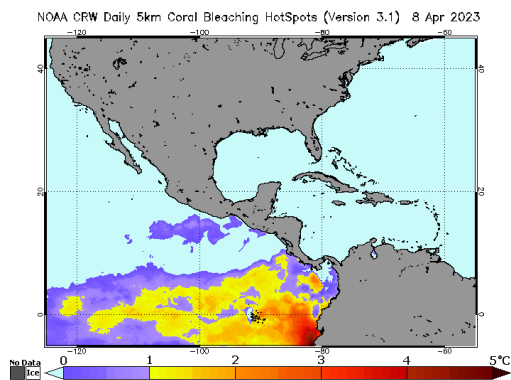 NOAA CRW Daily 5km Coral Bleaching HotSpots (Version 3.1) 8 Apr 2023
-120 -100 -80 -60
40 40
20 20
0 0
-120 -100 -80 -60
No Data
Ice
0 1 2 3 4 5°C